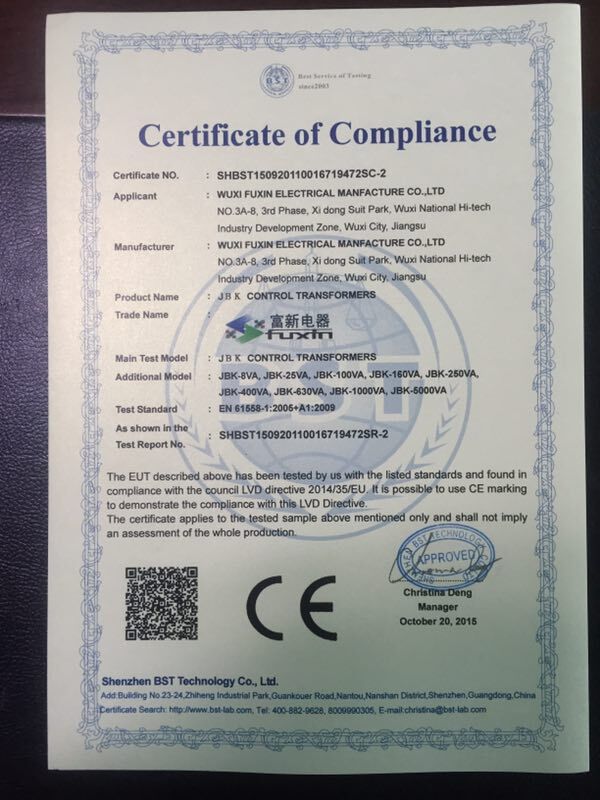 B.S.T
Best Service of Testing
since2003
Certificate of Compliance
Certificate NO. : SHBST150920110016719472SC-2
Applicant : WUXI FUXIN ELECTRICAL MANFACTURE CO.,LTD
NO.3A-8, 3rd Phase, Xi dong Suit Park, Wuxi National Hi-tech
Industry Development Zone, Wuxi City, Jiangsu
Manufacturer : WUXI FUXIN ELECTRICAL MANFACTURE CO.,LTD
NO.3A-8, 3rd Phase, Xi dong Suit Park, Wuxi National Hi-tech
Industry Development Zone, Wuxi City, Jiangsu
Product Name : JBK CONTROL TRANSFORMERS
Trade Name :
富新电器
fuxin
Main Test Model : JBK CONTROL TRANSFORMERS
Additional Model : JBK-8VA, JBK-25VA, JBK-100VA, JBK-160VA, JBK-250VA,
JBK-400VA, JBK-630VA, JBK-1000VA, JBK-5000VA
Test Standard : EN 61558-1:2005+A1:2009
As shown in the
Test Report No. : SHBST150920110016719472SR-2
BST
The EUT described above has been tested by us with the listed standards and found in
compliance with the council LVD directive 2014/35/EU. It is possible to use CE marking
to demonstrate the compliance with this LVD Directive.
The certificate applies to the tested sample above mentioned only and shall not imply
an assessment of the whole production.
APPROVED
CE
Christina Deng
Manager
October 20, 2015
Shenzhen BST Technology Co., Ltd.
Add:Building No.23-24,Zhiheng Industrial Park,Guankouer Road,Nantou,Nanshan District,Shenzhen,Guangdong,China
Certificate Search: http://www.bst-lab.com, Tel: 400-882-9628, 8009990305, E-mail:christina@bst-lab.com